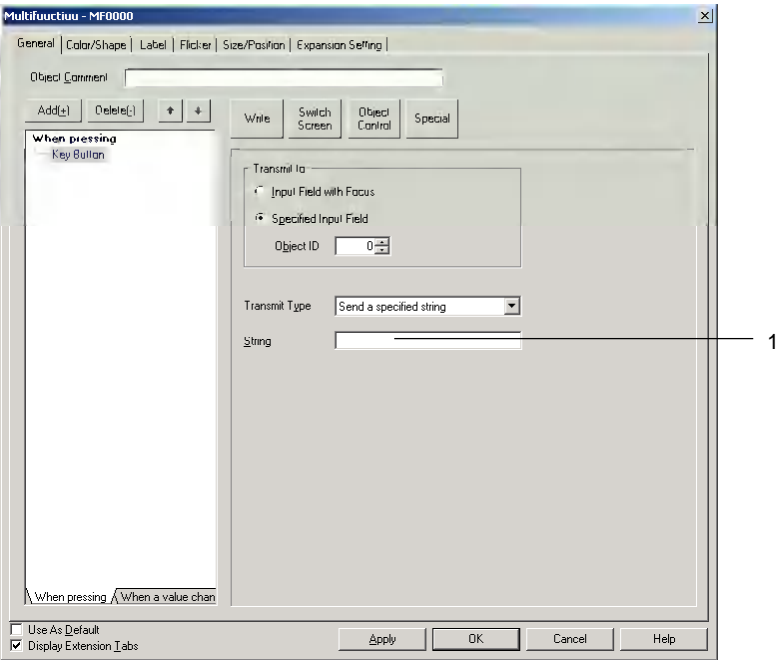 Multifuuctiuu - MF0000
General Color/Shape Label Flicker Size/Position Expansion Setting
Object Comment
Add(+) Delete(-)
Write Switch Screen Object Control Special
When pressing
Key Button
Transmit to
Input Field with Focus
Specified Input Field
Object ID 0
Transmit Type Send a specified string
String
1
When pressing When a value chan
Use As Default
Display Extension Tabs
Apply OK Cancel Help